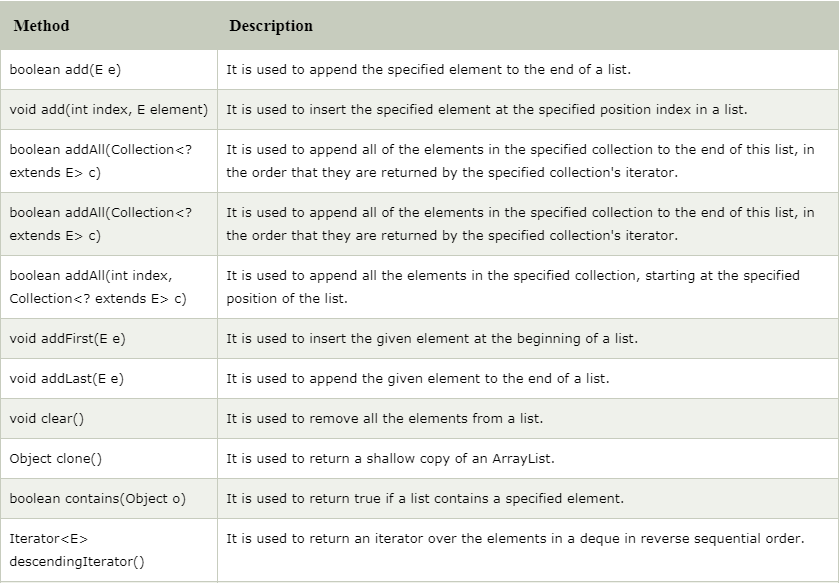 Method Description
boolean add(E e) It is used to append the specified element to the end of a list.
void add(int index, E element) It is used to insert the specified element at the specified position index in a list.
boolean addAll(Collection<? It is used to append all of the elements in the specified collection to the end of this list, in
extends E> c) the order that they are returned by the specified collection's iterator.
boolean addAll(Collection<? It is used to append all of the elements in the specified collection to the end of this list, in
extends E> c) the order that they are returned by the specified collection's iterator.
boolean addAll(int index, It is used to append all the elements in the specified collection, starting at the specified
Collection<? extends E> c) position of the list.
void addFirst(E e) It is used to insert the given element at the beginning of a list.
void addLast(E e) It is used to append the given element to the end of a list.
void clear() It is used to remove all the elements from a list.
Object clone() It is used to return a shallow copy of an ArrayList.
boolean contains(Object o) It is used to return true if a list contains a specified element.
Iterator<E> It is used to return an iterator over the elements in a deque in reverse sequential order.
descendingIterator()